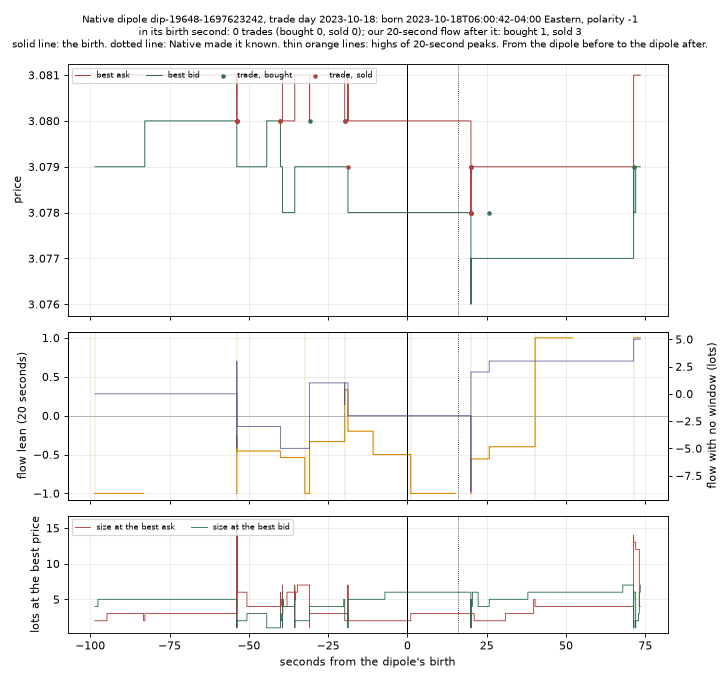 Native dipole dip-19648-1697623242, trade day 2023-10-18: born 2023-10-18T06:00:42-04:00 Eastern, polarity -1
in its birth second: 0 trades (bought 0, sold 0); our 20-second flow after it: bought 1, sold 3
solid line: the birth. dotted line: Native made it known. thin orange lines: highs of 20-second peaks. From the dipole before to the dipole after.
best ask
best bid
trade, bought
trade, sold
3.081
3.080
3.079
3.078
3.077
3.076
price
1.0
0.5
0.0
−0.5
−1.0
flow lean (20 seconds)
5.0
2.5
0.0
−2.5
−5.0
−7.5
flow with no window (lots)
size at the best ask
size at the best bid
15
10
5
lots at the best price
−100
−75
−50
−25
0
25
50
75
seconds from the dipole's birth